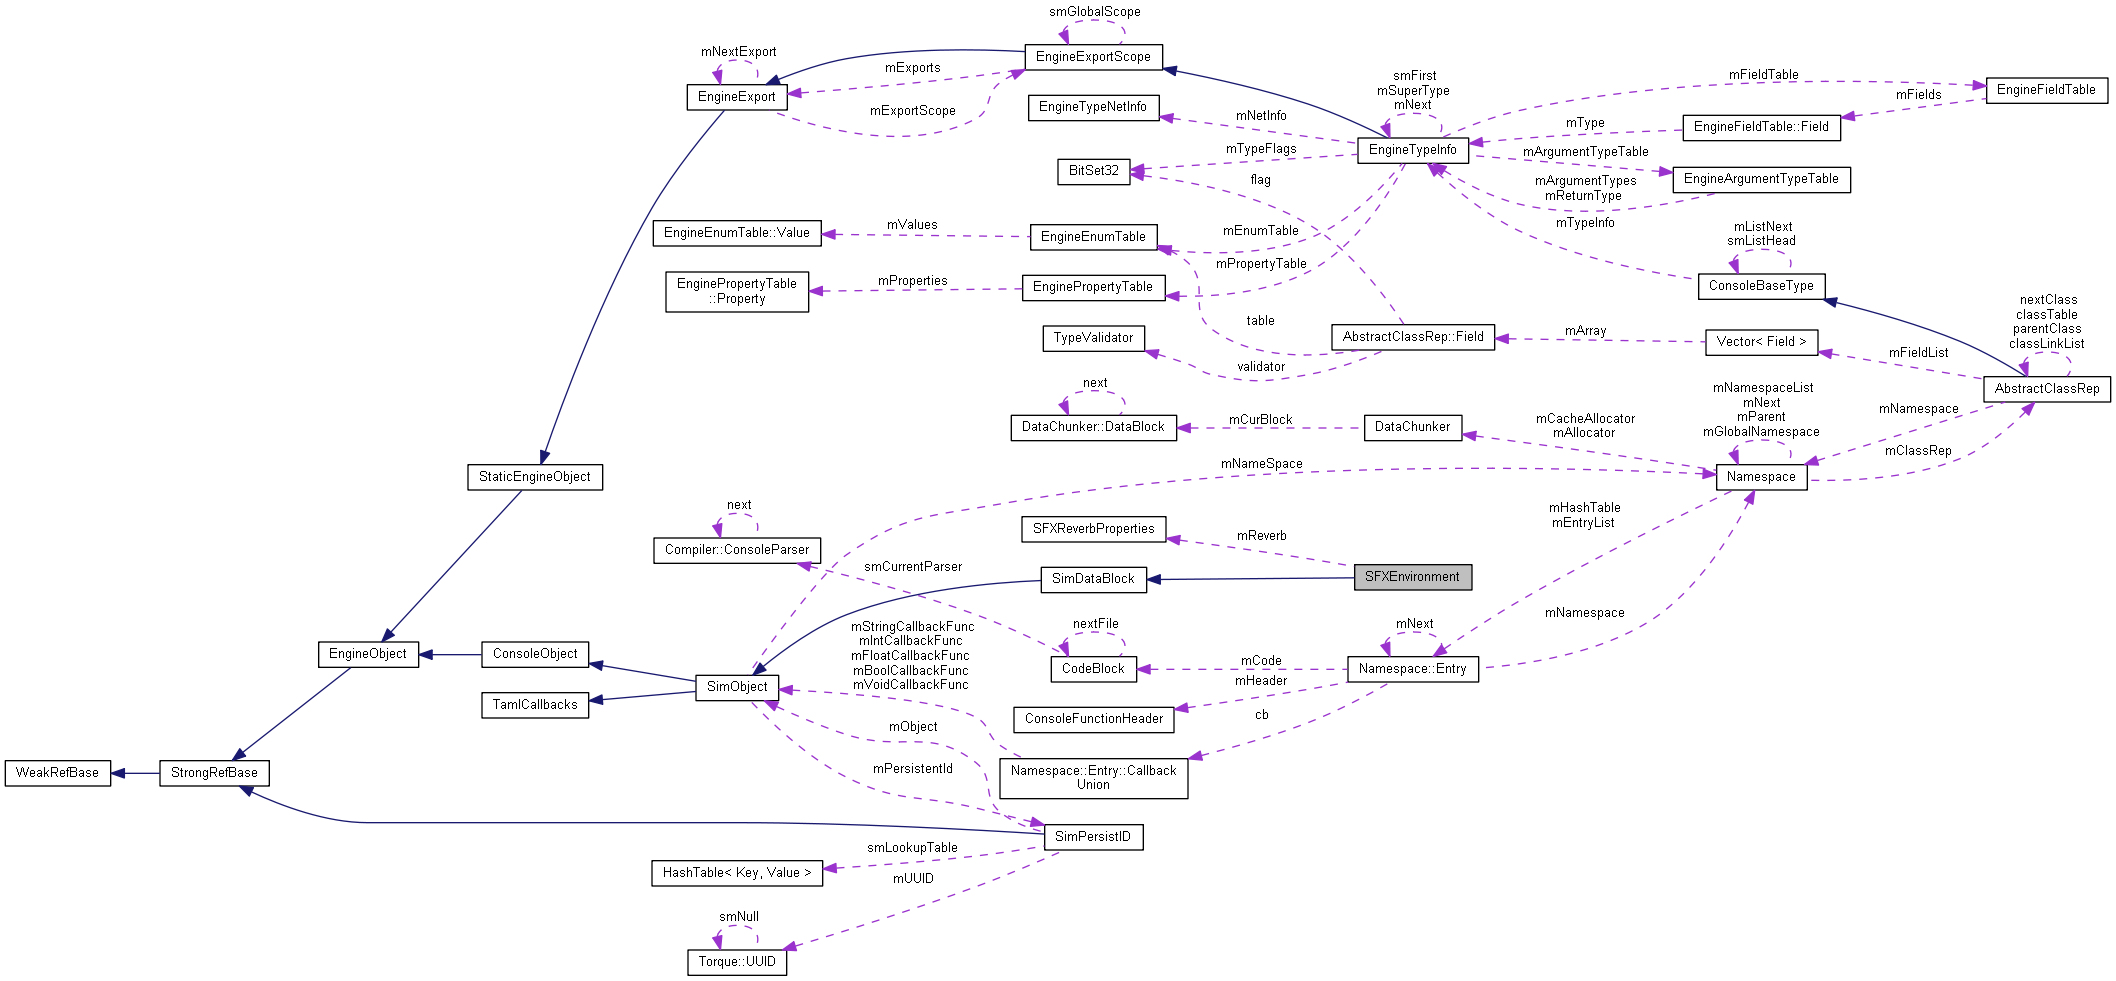 smGlobalScope
mNextExport
EngineExportScope
mExports
EngineExport
mExportScope
EngineTypeNetInfo
mNetInfo
smFirst
mSuperType
mNext
EngineTypeInfo
mFieldTable
EngineFieldTable
mFields
EngineFieldTable::Field
mType
mTypeFlags
BitSet32
flag
mArgumentTypeTable
EngineArgumentTypeTable
mArgumentTypes
mReturnType
mTypeInfo
EngineEnumTable::Value
mValues
EngineEnumTable
mEnumTable
mPropertyTable
mListNext
smListHead
ConsoleBaseType
EnginePropertyTable
::Property
mProperties
EnginePropertyTable
table
TypeValidator
validator
AbstractClassRep::Field
mArray
Vector< Field >
mFieldList
nextClass
classTable
parentClass
classLinkList
AbstractClassRep
next
DataChunker::DataBlock
mCurBlock
DataChunker
mCacheAllocator
mAllocator
mNamespaceList
mNext
mParent
mGlobalNamespace
Namespace
mNamespace
mClassRep
StaticEngineObject
mNameSpace
next
Compiler::ConsoleParser
smCurrentParser
SFXReverbProperties
mReverb
SimDataBlock
SFXEnvironment
mHashTable
mEntryList
mNamespace
EngineObject
ConsoleObject
TamlCallbacks
SimObject
mStringCallbackFunc
mIntCallbackFunc
mFloatCallbackFunc
mBoolCallbackFunc
mVoidCallbackFunc
nextFile
CodeBlock
mCode
mNext
Namespace::Entry
mHeader
ConsoleFunctionHeader
cb
mObject
mPersistentId
Namespace::Entry::Callback
Union
WeakRefBase
StrongRefBase
SimPersistID
smLookupTable
HashTable< Key, Value >
mUUID
smNull
Torque::UUID